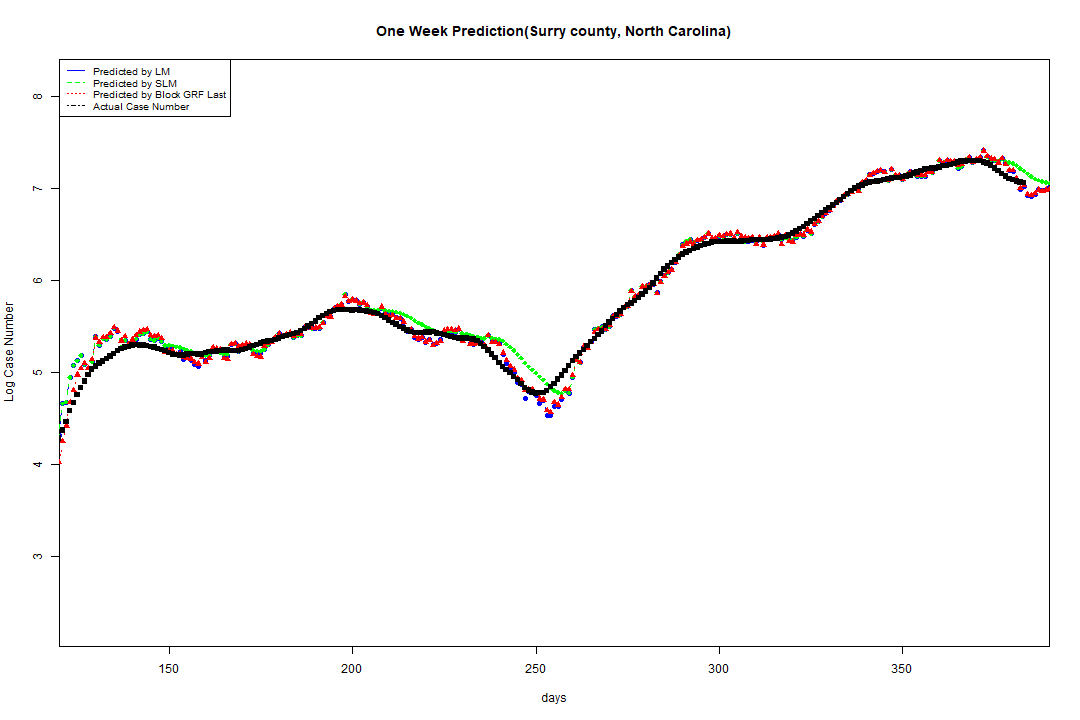 One Week Prediction(Surry county, North Carolina)
Predicted by LM
Predicted by SLM
Predicted by Block GRF Last
Actual Case Number
8
7
6
5
4
3
Log Case Number
150 200 250 300 350
days